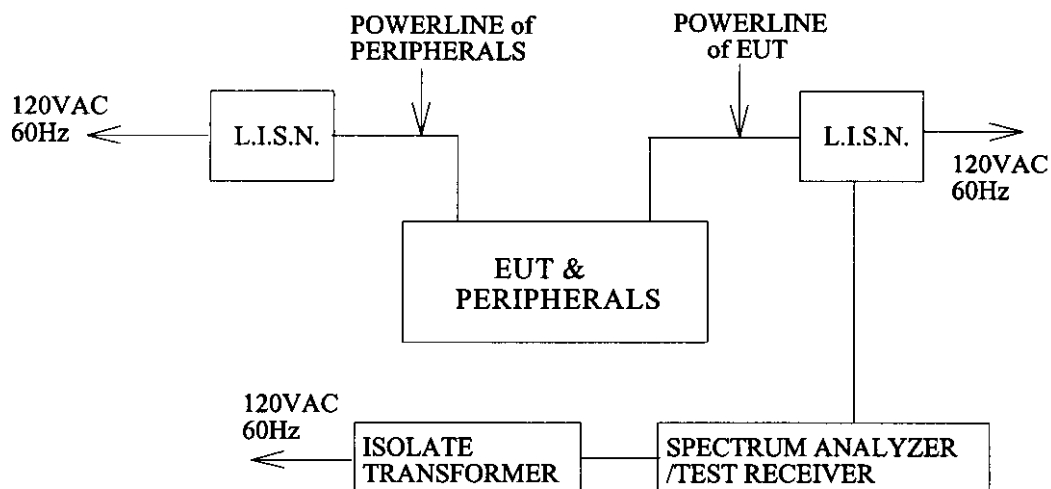 POWERLINE of
PERIPHERALS
POWERLINE
of EUT
120VAC
60Hz
L.I.S.N.
L.I.S.N.
120VAC
60Hz
EUT &
PERIPHERALS
120VAC
60Hz
ISOLATE
TRANSFORMER
SPECTRUM ANALYZER
/TEST RECEIVER